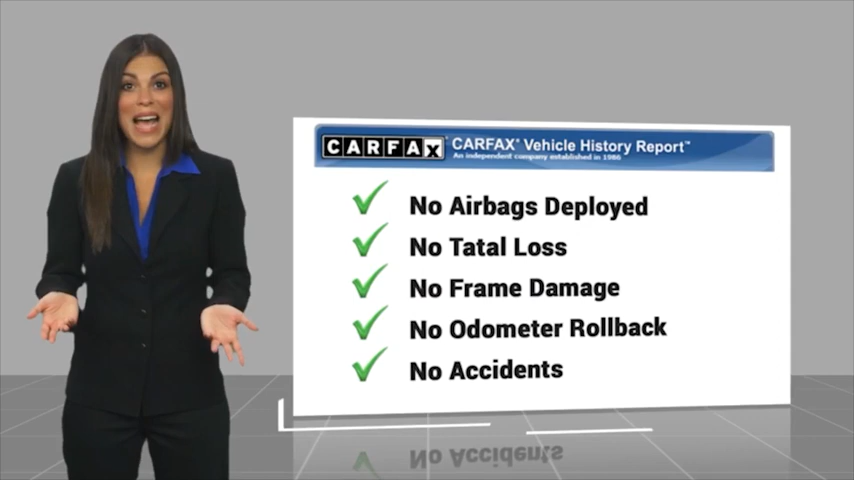 CARFAX
CARFAX® Vehicle History Report™
An independent company established in 1986
No Airbags Deployed
No Tatal Loss
No Frame Damage
No Odometer Rollback
No Accidents